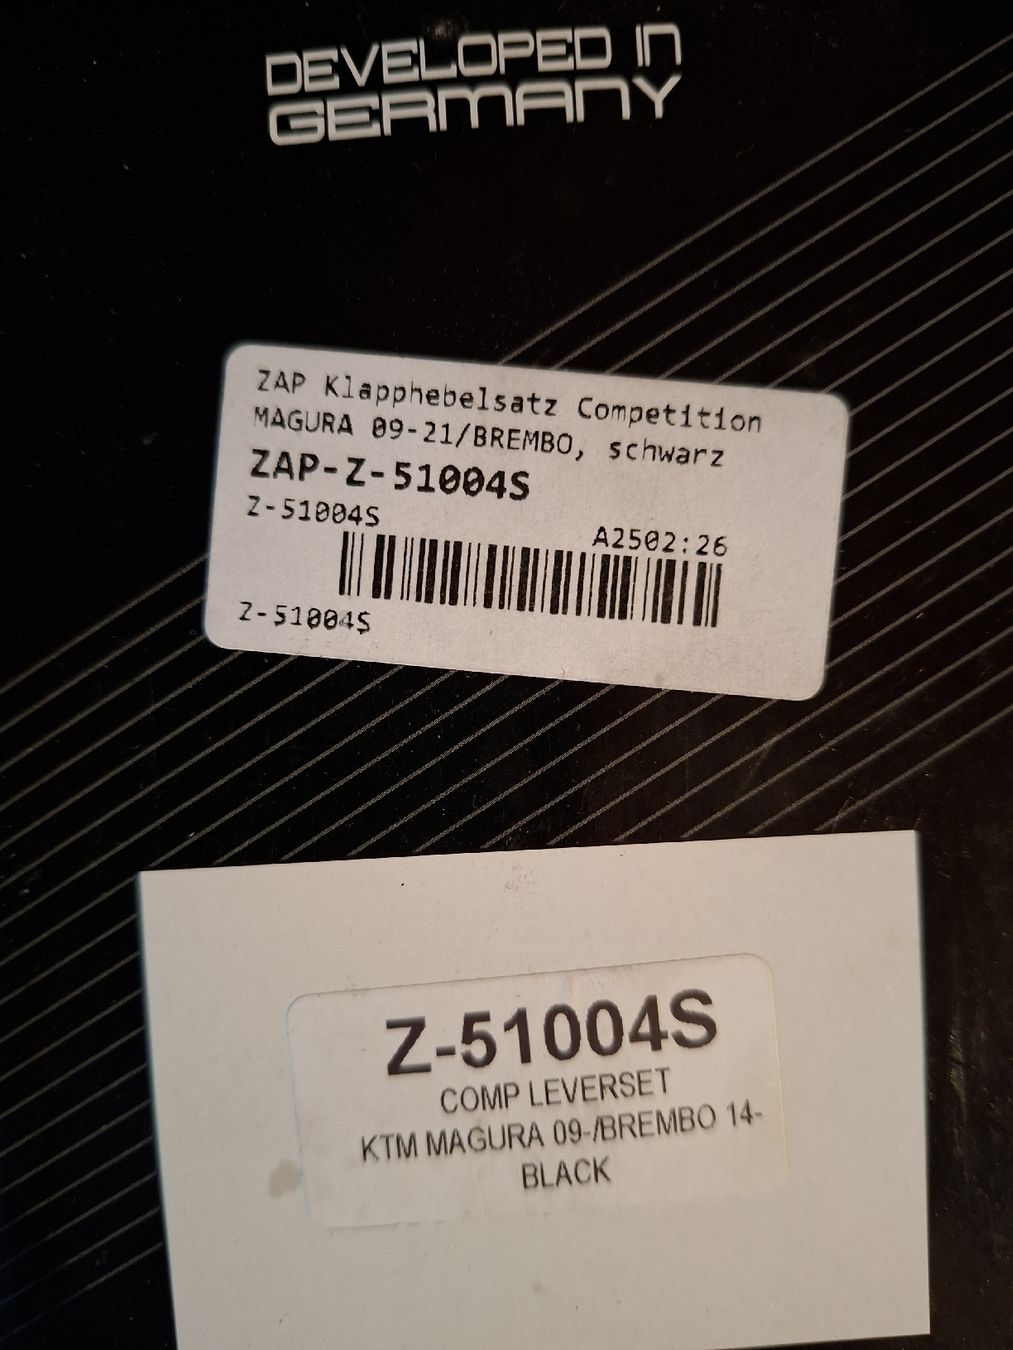 DEVELOPED IN
GERMANY
ZAP Klapphebelsatz Competition
MAGURA 09-21/BREMBO, schwarz
ZAP-Z-51004S
Z-51004S
A2502:26
Z-51004S
Z-51004S
COMP LEVERSET
KTM MAGURA 09-/BREMBO 14-
BLACK